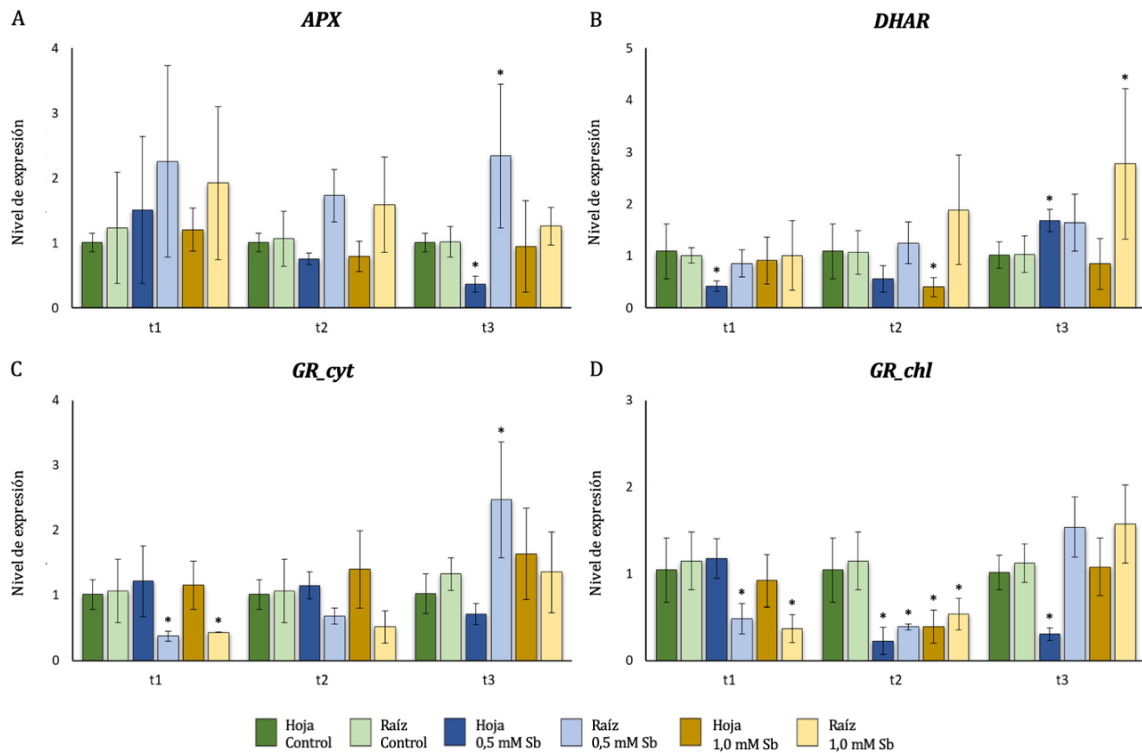 A
APX
Nivel de expresión
4
3
2
1
0
*
*
t1
t2
t3
B
DHAR
Nivel de expresión
5
4
3
2
1
0
*
*
*
*
t1
t2
t3
C
GR_cyt
Nivel de expresión
4
3
2
1
0
*
*
*
t1
t2
t3
D
GR_chl
Nivel de expresión
3
2
1
0
*
*
*
*
*
*
*
t1
t2
t3
Hoja
Control
Raíz
Control
Hoja
0,5 mM Sb
Raíz
0,5 mM Sb
Hoja
1,0 mM Sb
Raíz
1,0 mM Sb